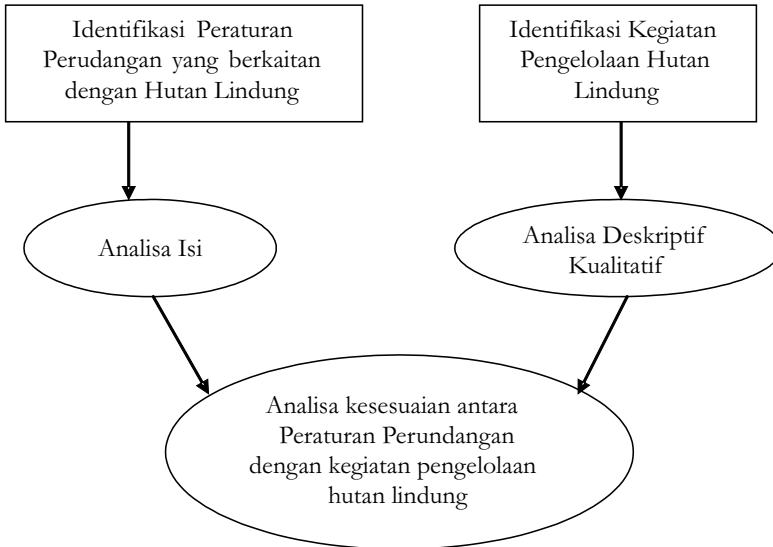 Identifikasi Peraturan
Perudangan yang berkaitan
dengan Hutan Lindung
Identifikasi Kegiatan
Pengelolaan Hutan
Lindung
Analisa Isi
Analisa Deskriptif
Kualitatif
Analisa kesesuaian antara
Peraturan Perundangan
dengan kegiatan pengelolaan
hutan lindung